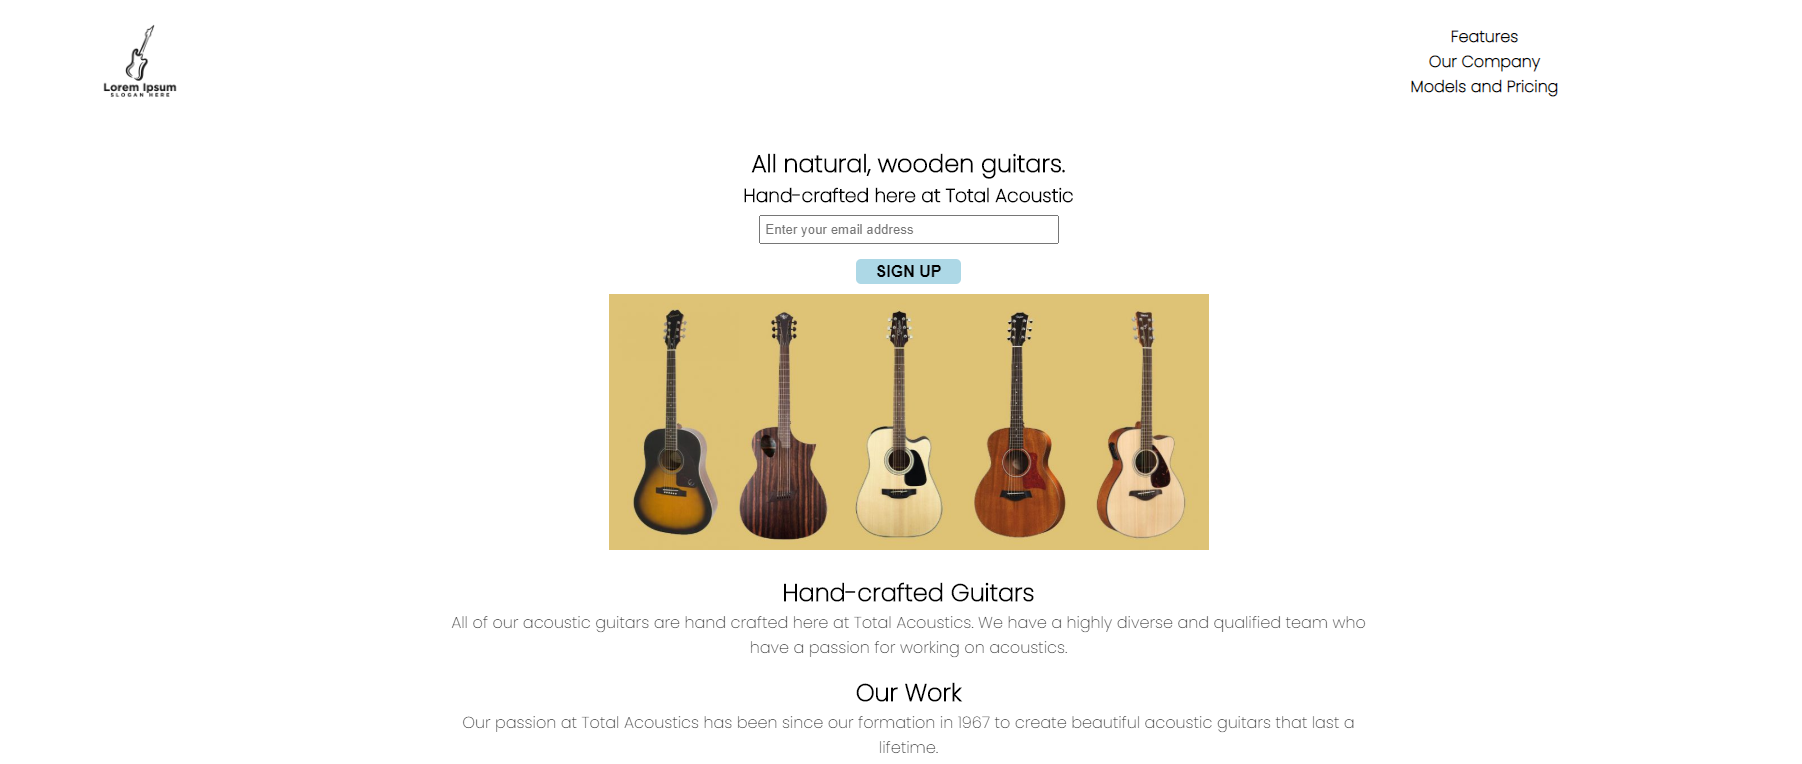 Lorem Ipsum
SLOGAN HERE
Features
Our Company
Models and Pricing
All natural, wooden guitars.
Hand-crafted here at Total Acoustic
Enter your email address
SIGN UP
Hand-crafted Guitars
All of our acoustic guitars are hand crafted here at Total Acoustics. We have a highly diverse and qualified team who
have a passion for working on acoustics.
Our Work
Our passion at Total Acoustics has been since our formation in 1967 to create beautiful acoustic guitars that last a
lifetime.